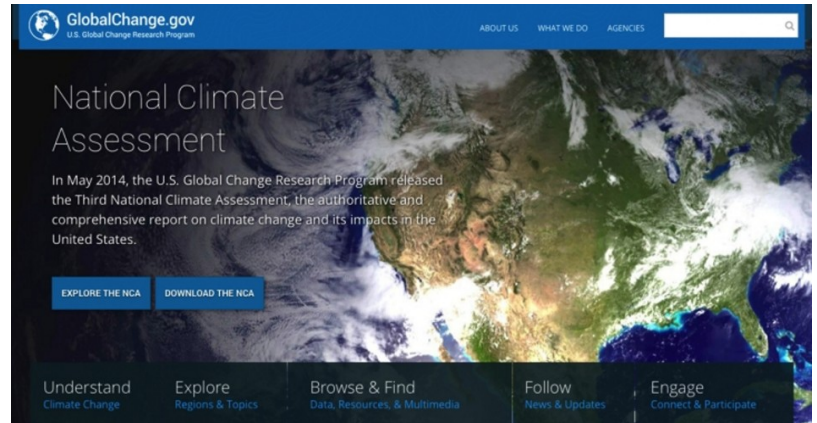 GlobalChange.gov
U.S. Global Change Research Program
ABOUT US WHAT WE DO AGENCIES
National Climate
Assessment
In May 2014, the U.S. Global Change Research Program released
the Third National Climate Assessment, the authoritative and
comprehensive report on climate change and its impacts in the
United States.
EXPLORE THE NCA DOWNLOAD THE NCA
Understand Explore Browse & Find Follow Engage
Climate Change Regions & Topics Data, Resources, & Multimedia News & Updates Connect & Participate